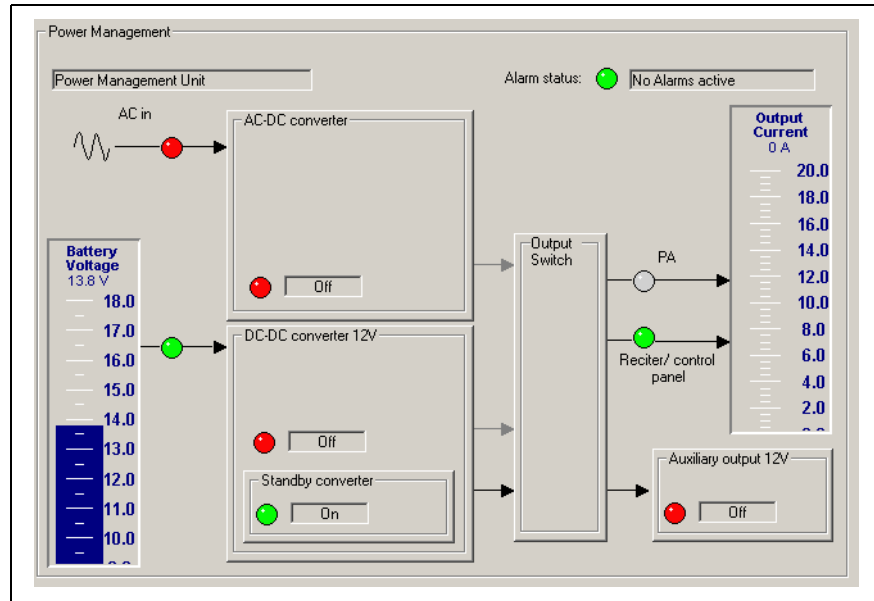 Power Management
Power Management Unit
Alarm status:
No Alarms active
AC in
AC-DC converter
Off
Battery
Voltage
13.8 V
18.0
17.0
16.0
15.0
14.0
13.0
12.0
11.0
10.0
DC-DC converter 12V
Off
Standby converter
On
Output
Switch
PA
Reciter/ control
panel
Output
Current
0 A
20.0
18.0
16.0
14.0
12.0
10.0
8.0
6.0
4.0
2.0
Auxiliary output 12V
Off